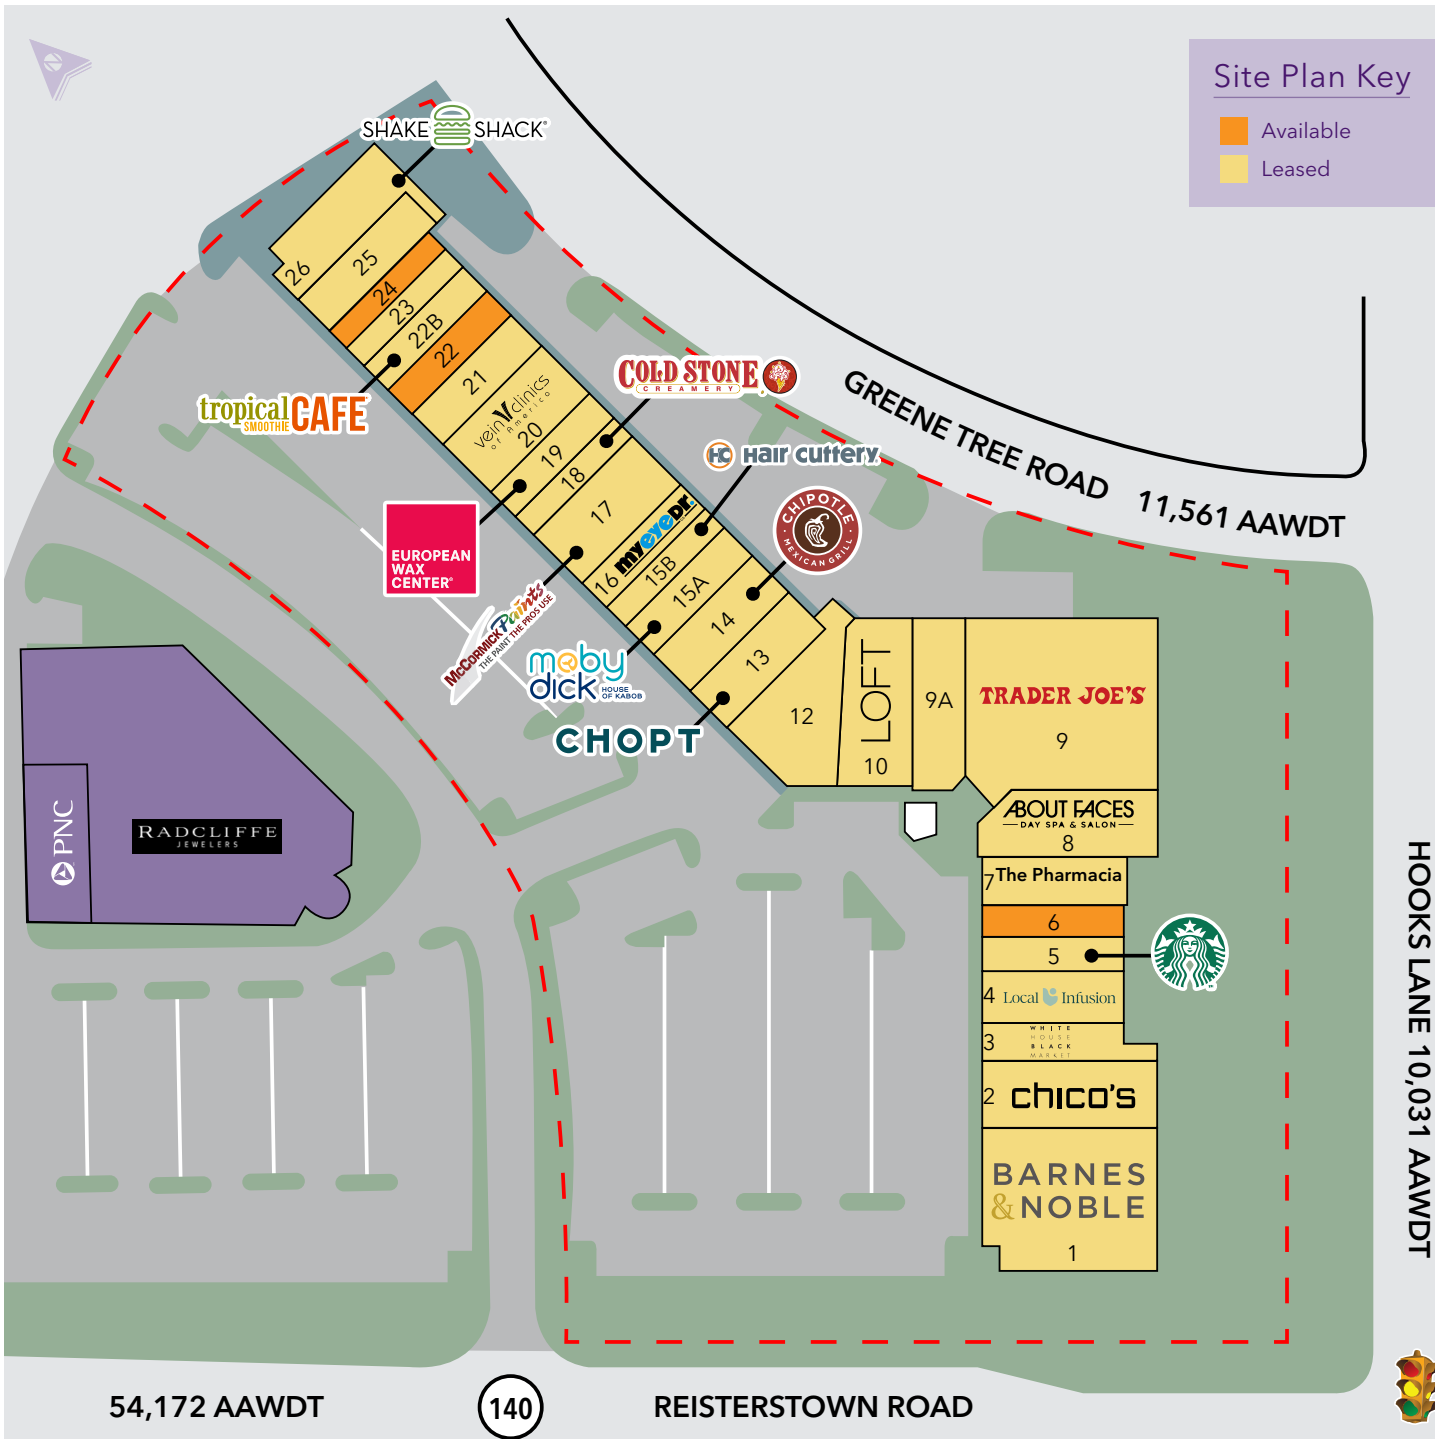 Site Plan Key
Available
Leased
SHAKE SHACK
26
25
24
23
22B
22
21
tropical
SMOOTHIE
CAFE
vein clinics
of America
20
19
18
17
COLD STONE
CREAMERY
HC Hair Cuttery
CHIPOTLE
MEXICAN GRILL
EUROPEAN
WAX
CENTER
McCORMICK Paints
THE PAINT THE PROS USE
16
myeyeDr.
15B
15A
14
13
moby
dick
HOUSE
OF KABOB
CHOPT
12
LOFT
10
9A
TRADER JOE'S
9
ABOUT FACES
DAY SPA & SALON
8
7
The Pharmacia
6
5
4
Local Infusion
3
WHITE
HOUSE
BLACK
MARKET
2
chico's
BARNES
& NOBLE
1
PNC
RADCLIFFE
JEWELERS
GREENE TREE ROAD 11,561 AAWDT
HOOKS LANE 10,031 AAWDT
54,172 AAWDT
140
REISTERSTOWN ROAD